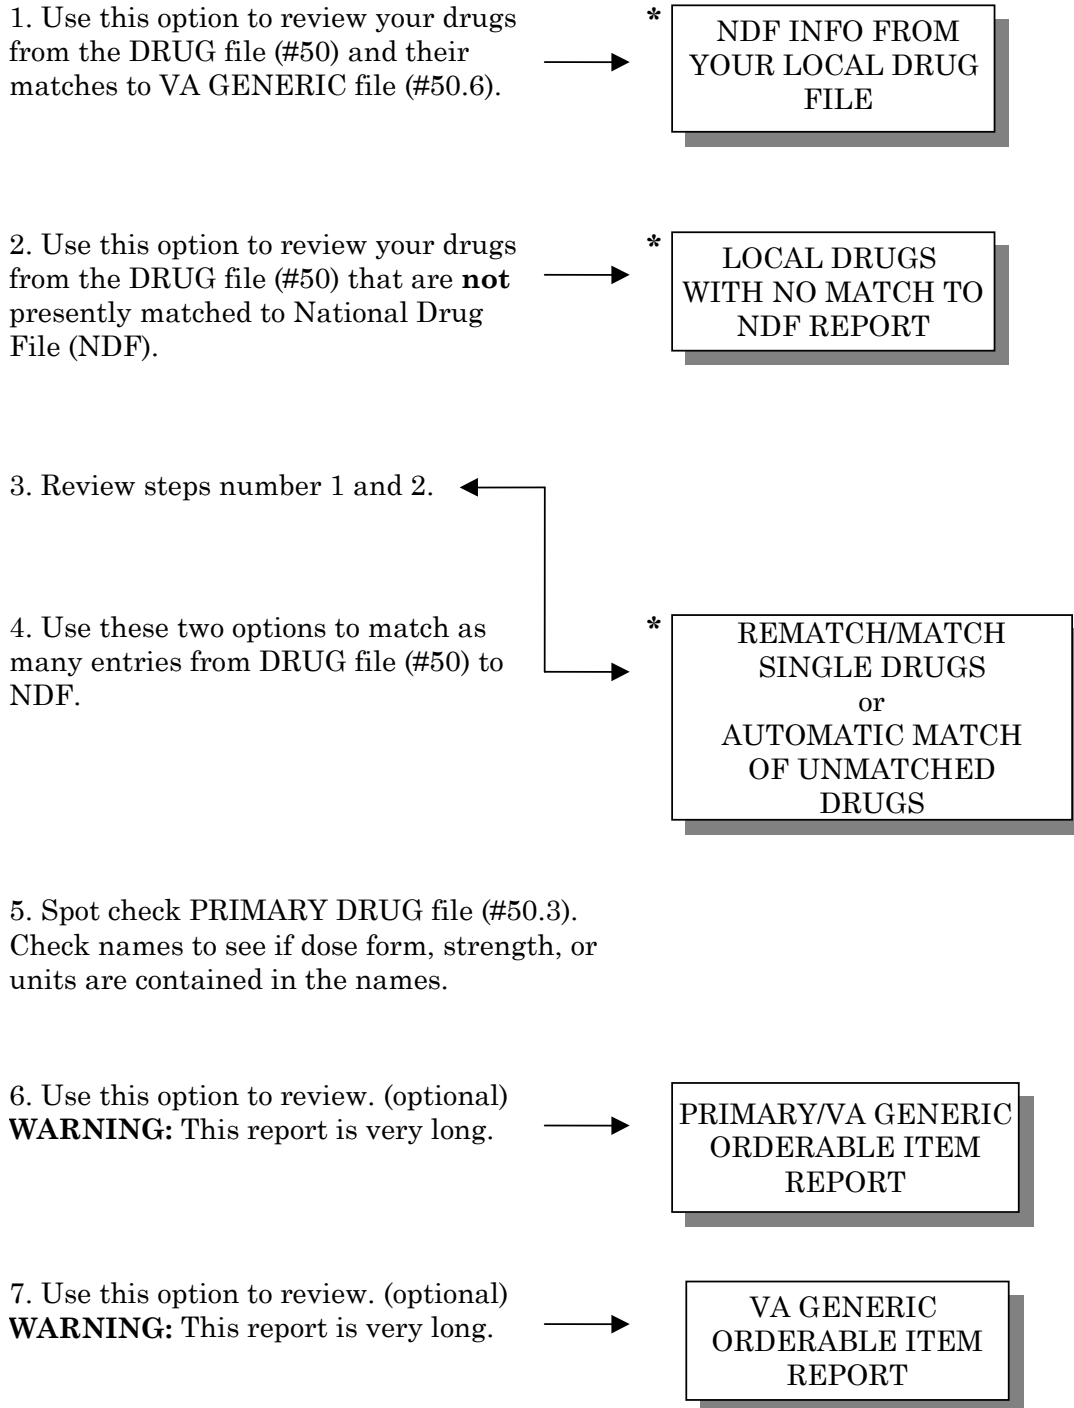 1. Use this option to review your drugs
from the DRUG file (#50) and their
matches to VA GENERIC file (#50.6).
*
NDF INFO FROM
YOUR LOCAL DRUG
FILE
2. Use this option to review your drugs
from the DRUG file (#50) that are not
presently matched to National Drug
File (NDF).
*
LOCAL DRUGS
WITH NO MATCH TO
NDF REPORT
3. Review steps number 1 and 2.
4. Use these two options to match as
many entries from DRUG file (#50) to
NDF.
*
REMATCH/MATCH
SINGLE DRUGS
or
AUTOMATIC MATCH
OF UNMATCHED
DRUGS
5. Spot check PRIMARY DRUG file (#50.3).
Check names to see if dose form, strength, or
units are contained in the names.
6. Use this option to review. (optional)
WARNING: This report is very long.
PRIMARY/VA GENERIC
ORDERABLE ITEM
REPORT
7. Use this option to review. (optional)
WARNING: This report is very long.
VA GENERIC
ORDERABLE ITEM
REPORT